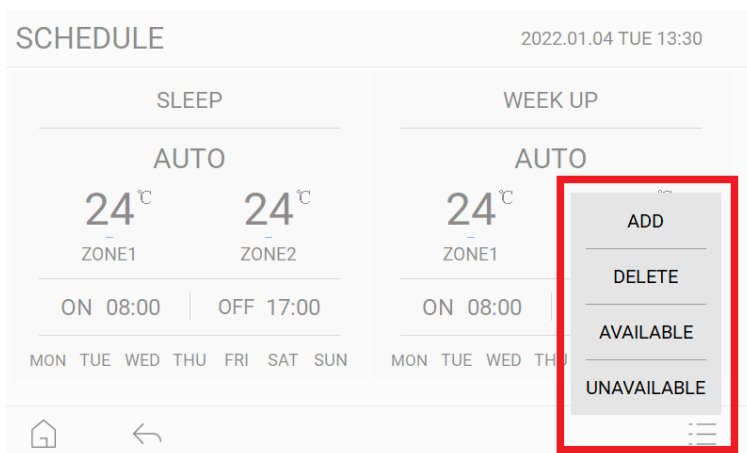 SCHEDULE 2022.01.04 TUE 13:30
SLEEP
AUTO
24℃ 24℃
ZONE1 ZONE2
ON 08:00 OFF 17:00
MON TUE WED THU FRI SAT SUN
WEEK UP
AUTO
24℃
ZONE1
ON 08:00
MON TUE WED
ADD
DELETE
AVAILABLE
UNAVAILABLE